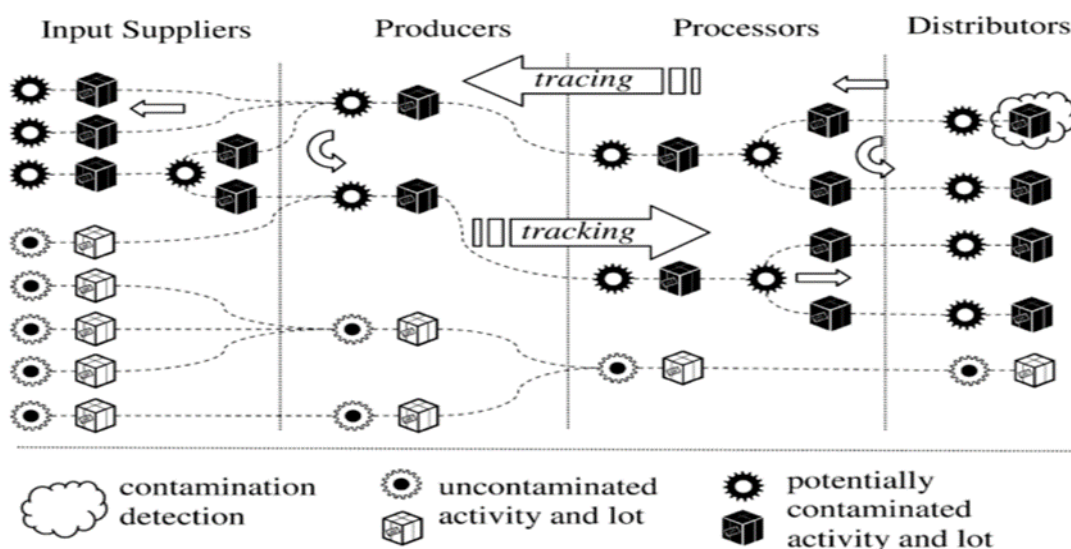 Input Suppliers
Producers
Processors
Distributors
tracing
tracking
contamination
detection
uncontaminated
activity and lot
potentially
contaminated
activity and lot